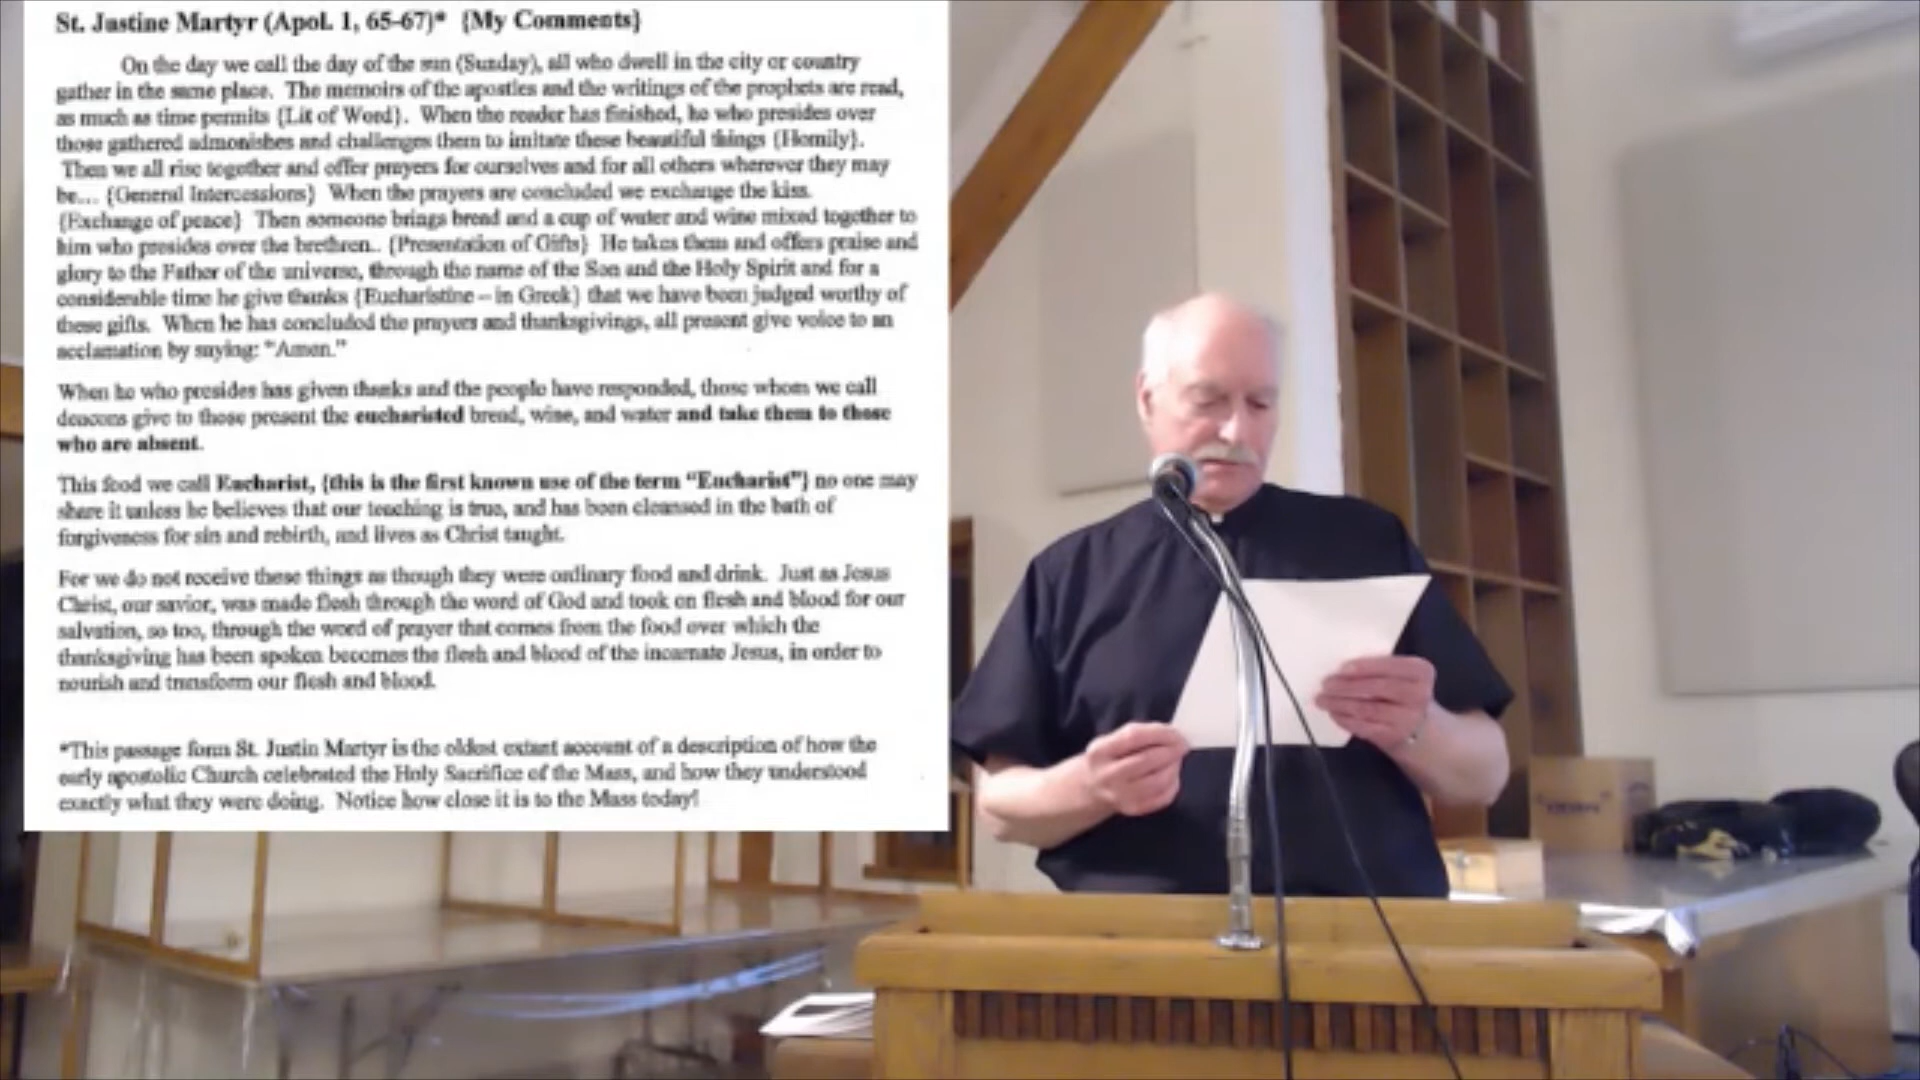 St. Justine Martyr (Apol. 1, 65-67)* {My Comments}
On the day we call the day of the sun (Sunday), all who dwell in the city or country
gather in the same place. The memoirs of the apostles and the writings of the prophets are read,
as much as time permits {Lit of Word}. When the reader has finished, he who presides over
those gathered admonishes and challenges them to imitate these beautiful things {Homily}.
Then we all rise together and offer prayers for ourselves and for all others wherever they may
be... {General Intercessions} When the prayers are concluded we exchange the kiss.
{Exchange of peace} Then someone brings bread and a cup of water and wine mixed together to
him who presides over the brethren.. {Presentation of Gifts} He takes them and offers praise and
glory to the Father of the universe, through the name of the Son and the Holy Spirit and for a
considerable time he give thanks {Eucharistine – in Greek} that we have been judged worthy of
these gifts. When he has concluded the prayers and thanksgivings, all present give voice to an
acclamation by saying: "Amen."
When he who presides has given thanks and the people have responded, those whom we call
deacons give to those present the eucharisted bread, wine, and water and take them to those
who are absent.
This food we call Eucharist, {this is the first known use of the term "Eucharist"} no one may
share it unless he believes that our teaching is true, and has been cleansed in the bath of
forgiveness for sin and rebirth, and lives as Christ taught.
For we do not receive these things as though they were ordinary food and drink. Just as Jesus
Christ, our savior, was made flesh through the word of God and took on flesh and blood for our
salvation, so too, through the word of prayer that comes from the food over which the
thanksgiving has been spoken becomes the flesh and blood of the incarnate Jesus, in order to
nourish and transform our flesh and blood.
*This passage form St. Justin Martyr is the oldest extant account of a description of how the
early apostolic Church celebrated the Holy Sacrifice of the Mass, and how they understood
exactly what they were doing. Notice how close it is to the Mass today!